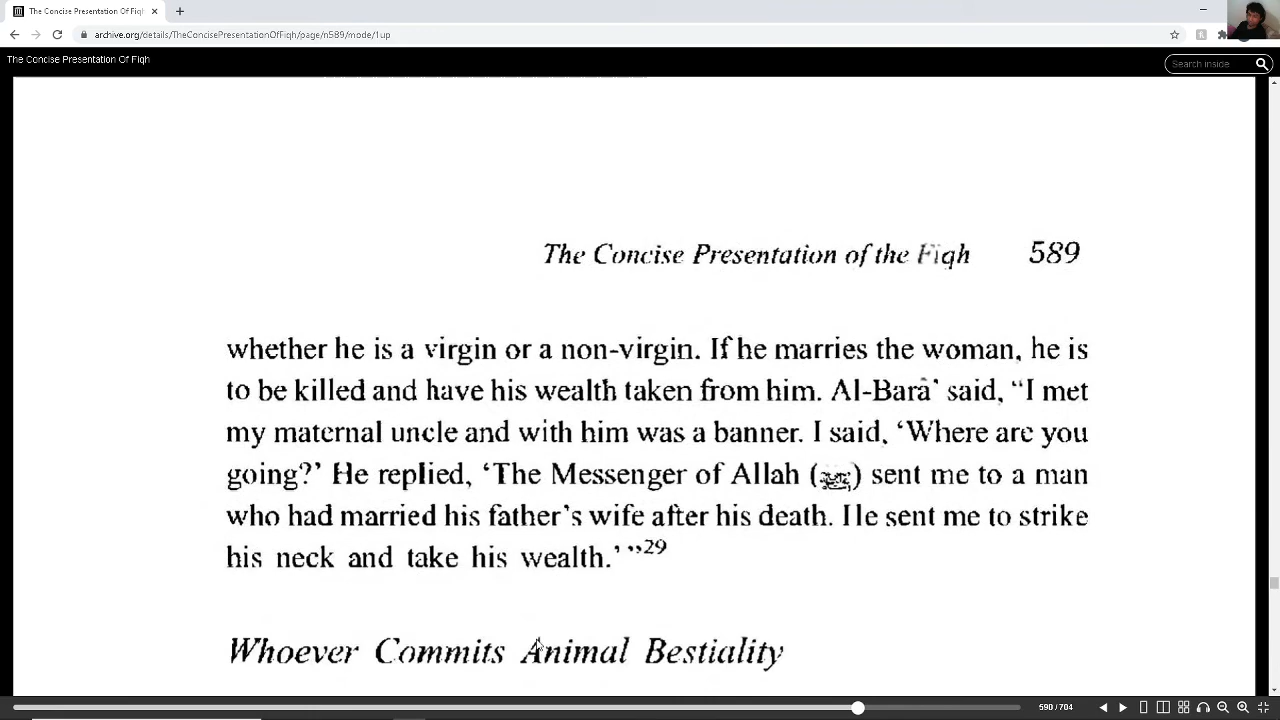 The Concise Presentation Of Fiqh
archive.org/details/TheConcisePresentationOfFiqh/page/n589/mode/1up
The Concise Presentation Of Fiqh
Search inside
The Concise Presentation of the Fiqh 589
whether he is a virgin or a non-virgin. If he marries the woman, he is
to be killed and have his wealth taken from him. Al-Barâ’ said, “I met
my maternal uncle and with him was a banner. I said, ‘Where are you
going?’ He replied, ‘The Messenger of Allah (ﷺ) sent me to a man
who had married his father’s wife after his death. He sent me to strike
his neck and take his wealth.’ ”29
Whoever Commits Animal Bestiality
590 / 704